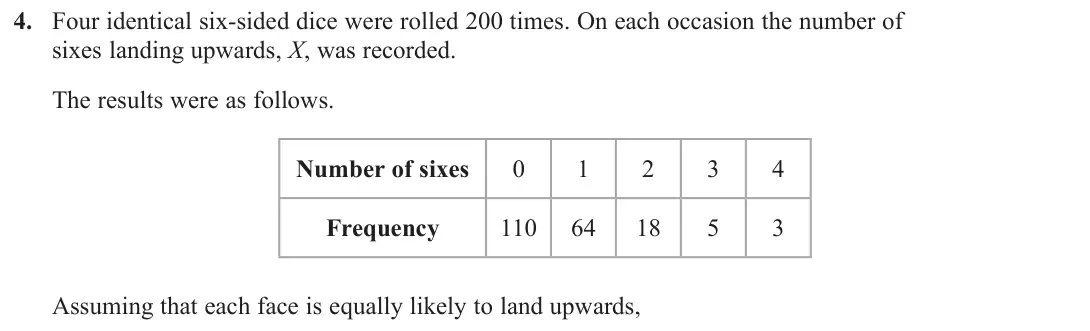 4. Four identical six-sided dice were rolled 200 times. On each occasion the number of
sixes landing upwards, X, was recorded.
The results were as follows.
Number of sixes 0 1 2 3 4
Frequency 110 64 18 5 3
Assuming that each face is equally likely to land upwards,